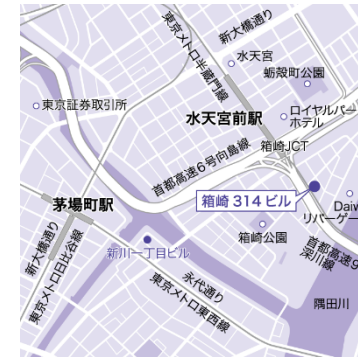 新大橋通り
東京メトロ半蔵門線
水天宮
蛎殻町公園
東京証券取引所
水天宮前駅
ロイヤルパー
ホテル
箱崎JCT
首都高速6号向島線
茅場町駅
箱崎 314 ビル
Daiw
リバーゲー
新大橋通り
東京メトロ日比谷線
新川一丁目ビル
箱崎公園
首都高速9
深川線
永代通り
東京メトロ東西線
隅田川